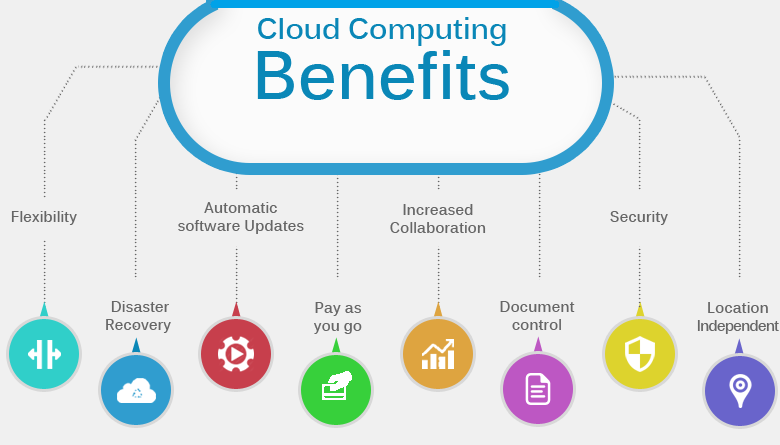 Cloud Computing
Benefits
Flexibility
Disaster
Recovery
Automatic
software Updates
Pay as
you go
Increased
Collaboration
Document
control
Security
Location
Independent